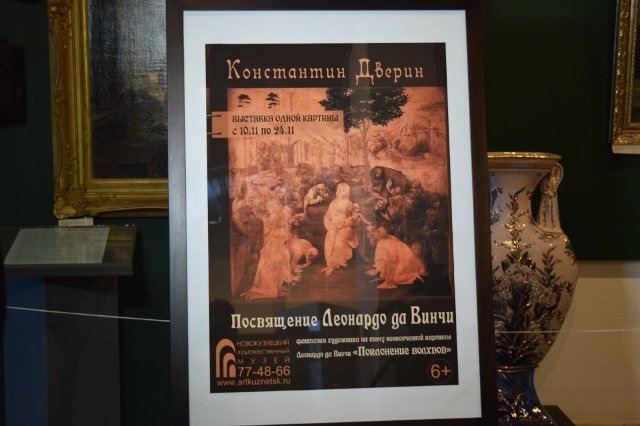 Константин Дверин
ВЫСТАВКА ОДНОЙ КАРТИНЫ
с 10.11 по 24.11
Посвящение Леонардо да Винчи
фантазия художника на тему неоконченной картины
Леонардо да Винчи «Поклонение волхвов»
НОВОКУЗНЕЦКИЙ
художественный
МУЗЕЙ
77-48-66
www.artkuznetsk.ru
6+